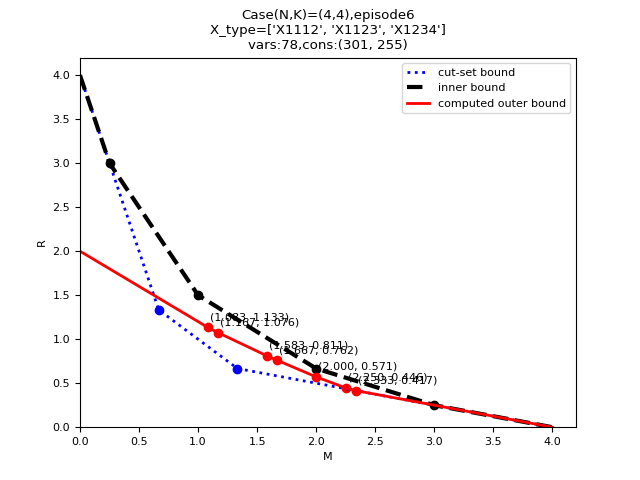 Case(N,K)=(4,4),episode6
X_type=['X1112', 'X1123', 'X1234']
vars:78,cons:(301, 255)
cut-set bound
inner bound
computed outer bound
R
4.0
3.5
3.0
2.5
2.0
1.5
1.0
0.5
0.0
(1.083, 1.133)
(1.167, 1.076)
(1.583, 0.811)
(1.667, 0.762)
(2.000, 0.571)
(2.250, 0.446)
(2.333, 0.417)
0.0 0.5 1.0 1.5 2.0 2.5 3.0 3.5 4.0
M